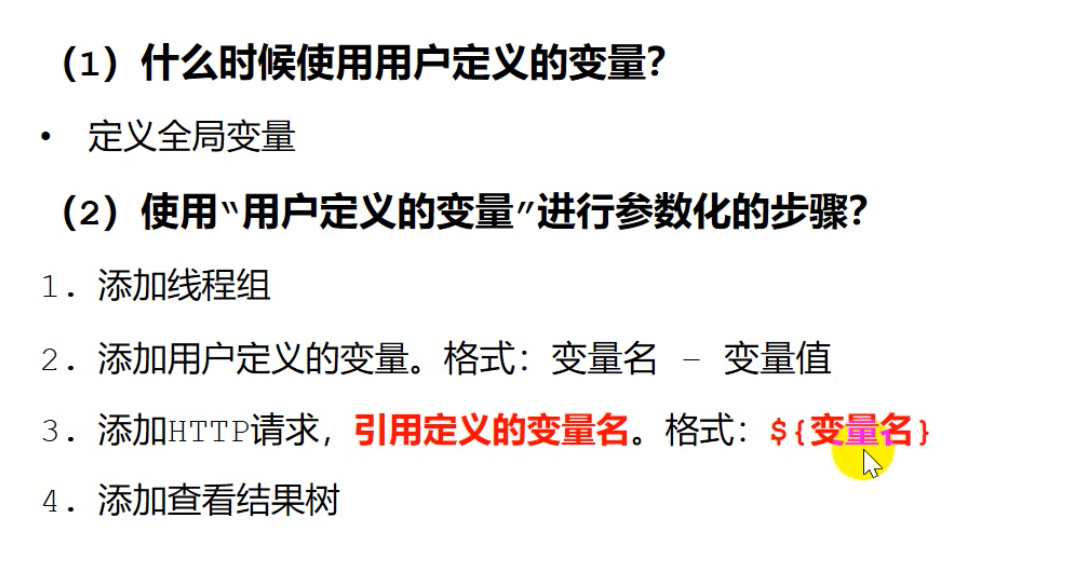 （1）什么时候使用用户定义的变量？
• 定义全局变量
（2）使用“用户定义的变量”进行参数化的步骤？
1. 添加线程组
2. 添加用户定义的变量。格式：变量名 – 变量值
3. 添加HTTP请求，引用定义的变量名。格式：${变量名}
4. 添加查看结果树